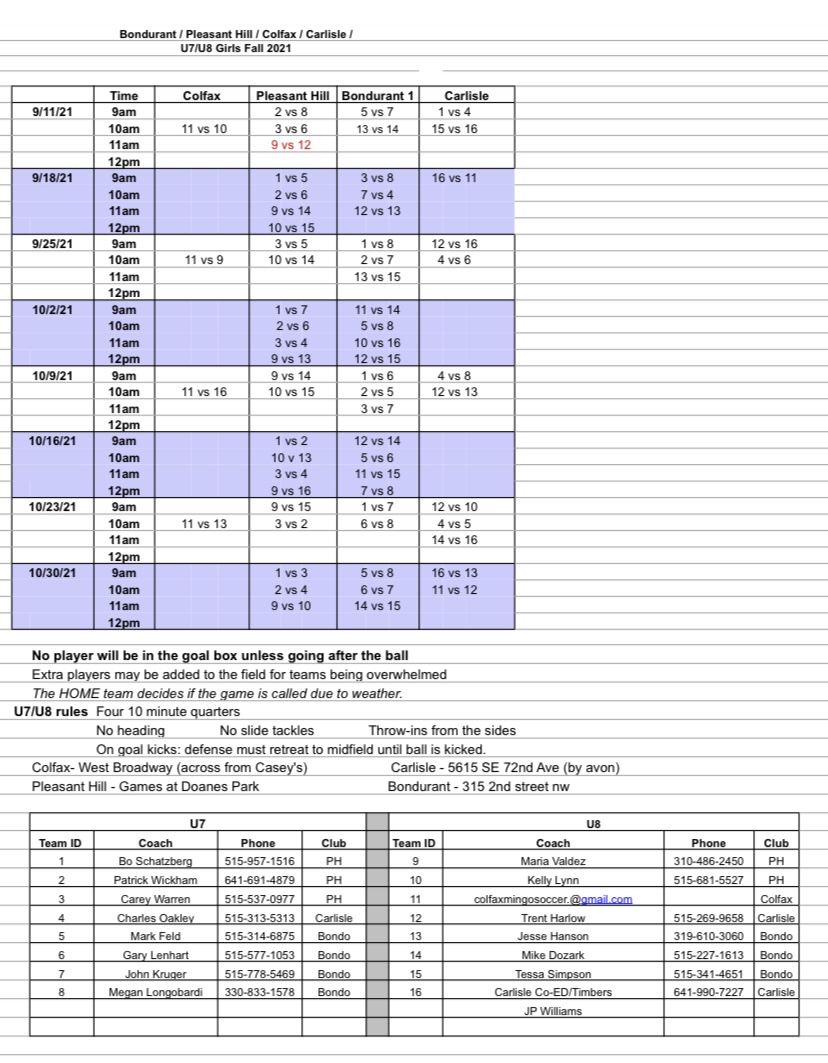 Bondurant / Pleasant Hill / Colfax / Carlisle /
U7/U8 Girls Fall 2021
Time Colfax Pleasant Hill Bondurant 1 Carlisle
9/11/21 9am 2 vs 8 5 vs 7 1 vs 4
10am 11 vs 10 3 vs 6 13 vs 14 15 vs 16
11am 9 vs 12
12pm
9/18/21 9am 1 vs 5 3 vs 8 16 vs 11
10am 2 vs 6 7 vs 4
11am 9 vs 14 12 vs 13
12pm 10 vs 15
9/25/21 9am 3 vs 5 1 vs 8 12 vs 16
10am 11 vs 9 10 vs 14 2 vs 7 4 vs 6
11am 13 vs 15
12pm
10/2/21 9am 1 vs 7 11 vs 14
10am 2 vs 6 5 vs 8
11am 3 vs 4 10 vs 16
12pm 9 vs 13 12 vs 15
10/9/21 9am 9 vs 14 1 vs 6 4 vs 8
10am 11 vs 16 10 vs 15 2 vs 5 12 vs 13
11am 3 vs 7
12pm
10/16/21 9am 1 vs 2 12 vs 14
10am 10 v 13 5 vs 6
11am 3 vs 4 11 vs 15
12pm 9 vs 16 7 vs 8
10/23/21 9am 9 vs 15 1 vs 7 12 vs 10
10am 11 vs 13 3 vs 2 6 vs 8 4 vs 5
11am 14 vs 16
12pm
10/30/21 9am 1 vs 3 5 vs 8 16 vs 13
10am 2 vs 4 6 vs 7 11 vs 12
11am 9 vs 10 14 vs 15
12pm
No player will be in the goal box unless going after the ball
Extra players may be added to the field for teams being overwhelmed
The HOME team decides if the game is called due to weather.
U7/U8 rules Four 10 minute quarters
No heading No slide tackles Throw-ins from the sides
On goal kicks: defense must retreat to midfield until ball is kicked.
Colfax- West Broadway (across from Casey's) Carlisle - 5615 SE 72nd Ave (by avon)
Pleasant Hill - Games at Doanes Park Bondurant - 315 2nd street nw
U7 U8
Team ID Coach Phone Club Team ID Coach Phone Club
1 Bo Schatzberg 515-957-1516 PH 9 Maria Valdez 310-486-2450 PH
2 Patrick Wickham 641-691-4879 PH 10 Kelly Lynn 515-681-5527 PH
3 Carey Warren 515-537-0977 PH 11 colfaxmingosoccer.@gmail.com Colfax
4 Charles Oakley 515-313-5313 Carlisle 12 Trent Harlow 515-269-9658 Carlisle
5 Mark Feld 515-314-6875 Bondo 13 Jesse Hanson 319-610-3060 Bondo
6 Gary Lenhart 515-577-1053 Bondo 14 Mike Dozark 515-227-1613 Bondo
7 John Kruger 515-778-5469 Bondo 15 Tessa Simpson 515-341-4651 Bondo
8 Megan Longobardi 330-833-1578 Bondo 16 Carlisle Co-ED/Timbers 641-990-7227 Carlisle
JP Williams